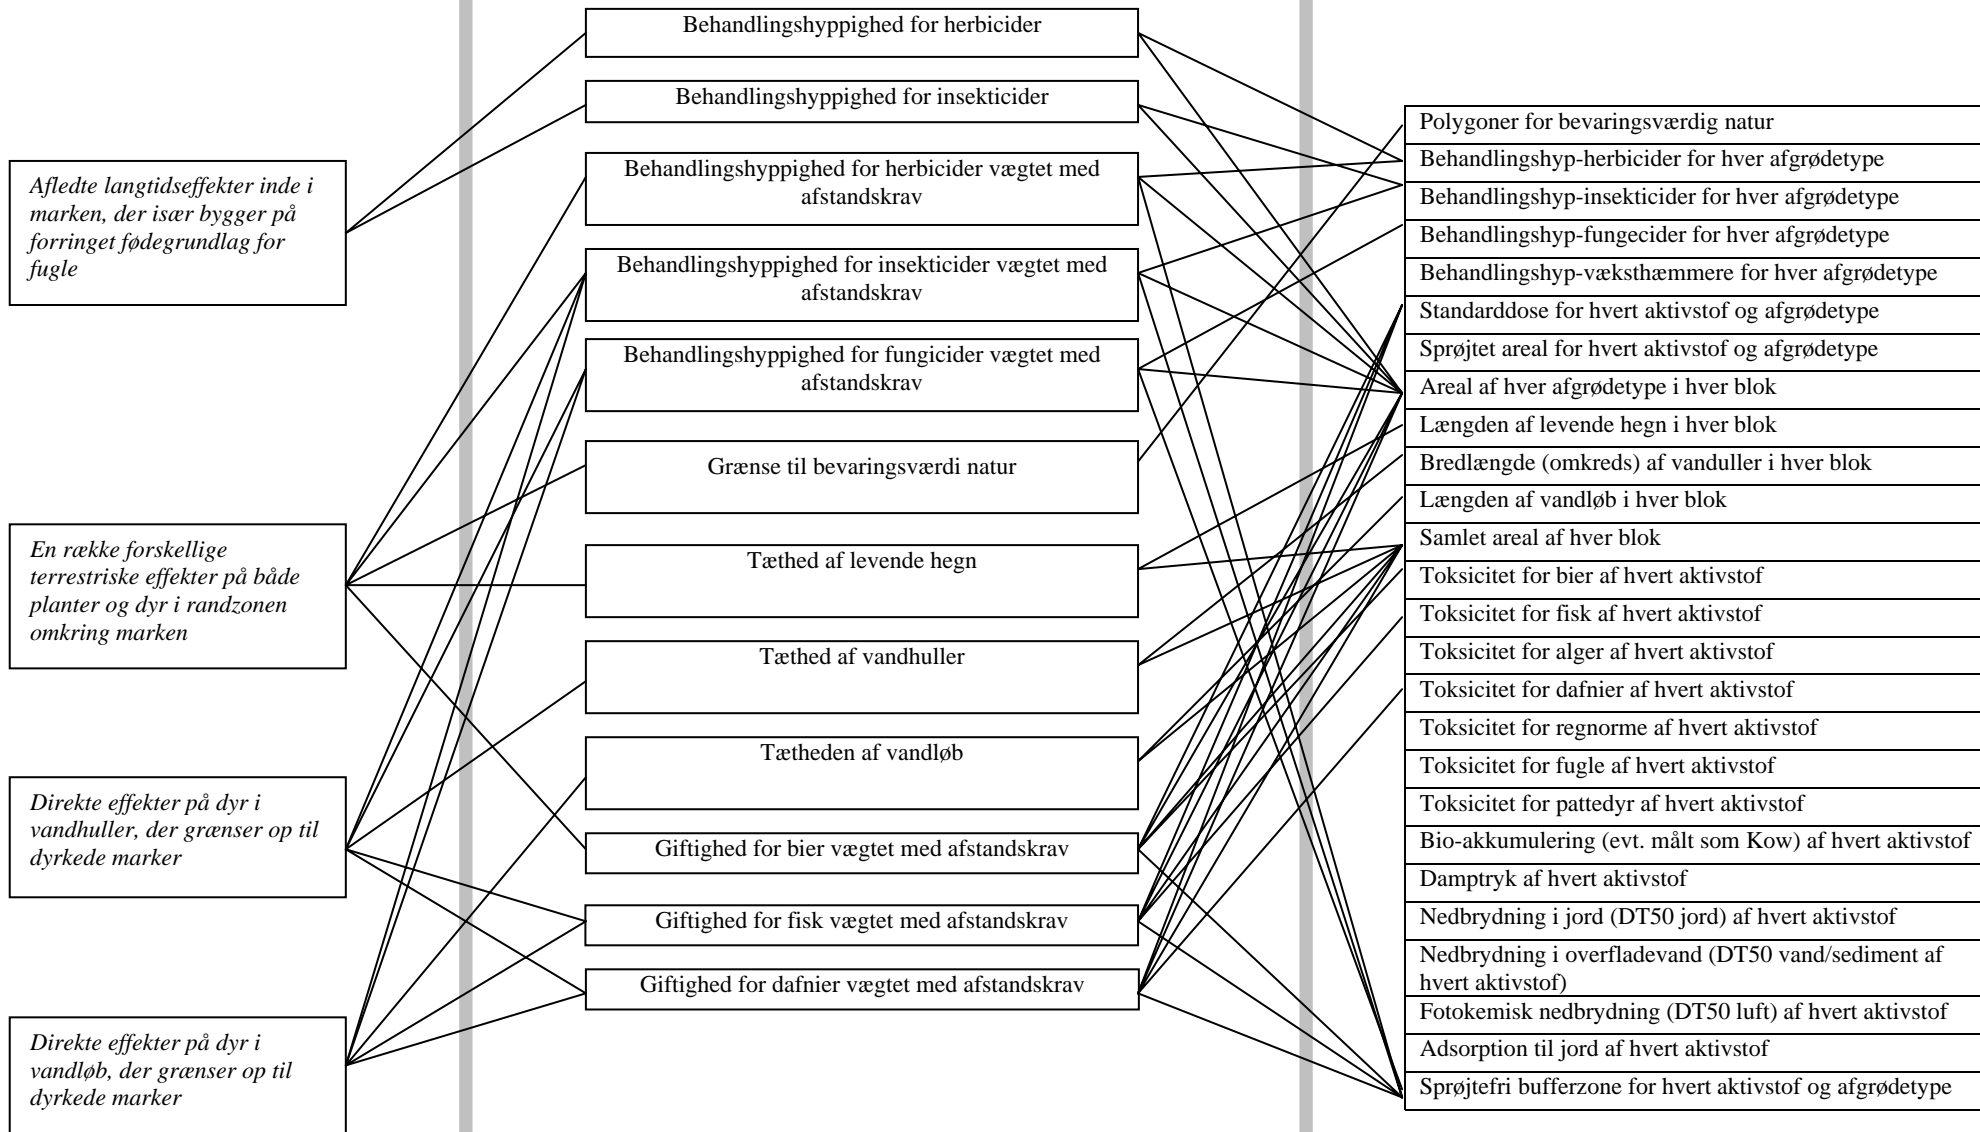 Afledte langtidseffekter inde i
marken, der især bygger på
forringet fødegrundlag for
fugle
En række forskellige
terrestriske effekter på både
planter og dyr i randzonen
omkring marken
Direkte effekter på dyr i
vandhuller, der grænser op til
dyrkede marker
Direkte effekter på dyr i
vandløb, der grænser op til
dyrkede marker
Behandlingshyppighed for herbicider
Behandlingshyppighed for insekticider
Behandlingshyppighed for herbicider vægtet med
afstandskrav
Behandlingshyppighed for insekticider vægtet med
afstandskrav
Behandlingshyppighed for fungicider vægtet med
afstandskrav
Grænse til bevaringsværdi natur
Tæthed af levende hegn
Tæthed af vandhuller
Tætheden af vandløb
Giftighed for bier vægtet med afstandskrav
Giftighed for fisk vægtet med afstandskrav
Giftighed for dafnier vægtet med afstandskrav
Polygoner for bevaringsværdig natur
Behandlingshyp-herbicider for hver afgrødetype
Behandlingshyp-insekticider for hver afgrødetype
Behandlingshyp-fungecider for hver afgrødetype
Behandlingshyp-væksthæmmere for hver afgrødetype
Standarddose for hvert aktivstof og afgrødetype
Sprøjtet areal for hvert aktivstof og afgrødetype
Areal af hver afgrødetype i hver blok
Længden af levende hegn i hver blok
Bredlængde (omkreds) af vanduller i hver blok
Længden af vandløb i hver blok
Samlet areal af hver blok
Toksicitet for bier af hvert aktivstof
Toksicitet for fisk af hvert aktivstof
Toksicitet for alger af hvert aktivstof
Toksicitet for dafnier af hvert aktivstof
Toksicitet for regnorme af hvert aktivstof
Toksicitet for fugle af hvert aktivstof
Toksicitet for pattedyr af hvert aktivstof
Bio-akkumulering (evt. målt som Kow) af hvert aktivstof
Damptryk af hvert aktivstof
Nedbrydning i jord (DT50 jord) af hvert aktivstof
Nedbrydning i overfladevand (DT50 vand/sediment af
hvert aktivstof)
Fotokemisk nedbrydning (DT50 luft) af hvert aktivstof
Adsorption til jord af hvert aktivstof
Sprøjtefri bufferzone for hvert aktivstof og afgrødetype